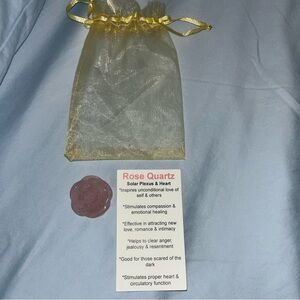 Rose Quartz
Solar Plexus & Heart
*Inspires unconditional love of
self & others
*Stimulates compassion &
emotional healing
*Effective in attracting new
love, romance & intimacy
*Helps to clear anger,
jealousy & resentment
*Good for those scared of the
dark
*Stimulates proper heart &
circulatory function